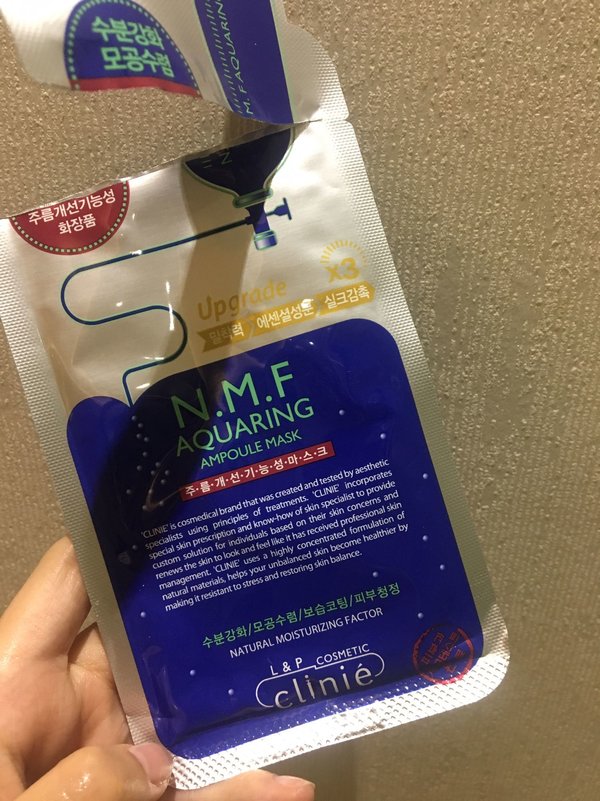 수분강화
모공수렴
M. F AQUARIN
주름개선기능성
화장품
Upgrade
x3
밀착력
에센셜성분
실크감촉
N.M.F
AQUARING
AMPOULE MASK
주·름·개·선·기·능·성·마·스·크
'CLINIE' is cosmedical brand that was created and tested by aesthetic
specialists using principles of treatments. 'CLINIE' incorporates
special skin prescription and know-how of skin specialist to provide
custom solution for individuals based on their skin concerns and
renews the skin to look and feel like it has received professional skin
management. 'CLINIE' uses a highly concentrated formulation of
natural materials, helps your unbalanced skin become healthier by
making it resistant to stress and restoring skin balance.
수분강화/모공수렴/보습코팅/피부청정
NATURAL MOISTURIZING FACTOR
L & P COSMETIC
clinié